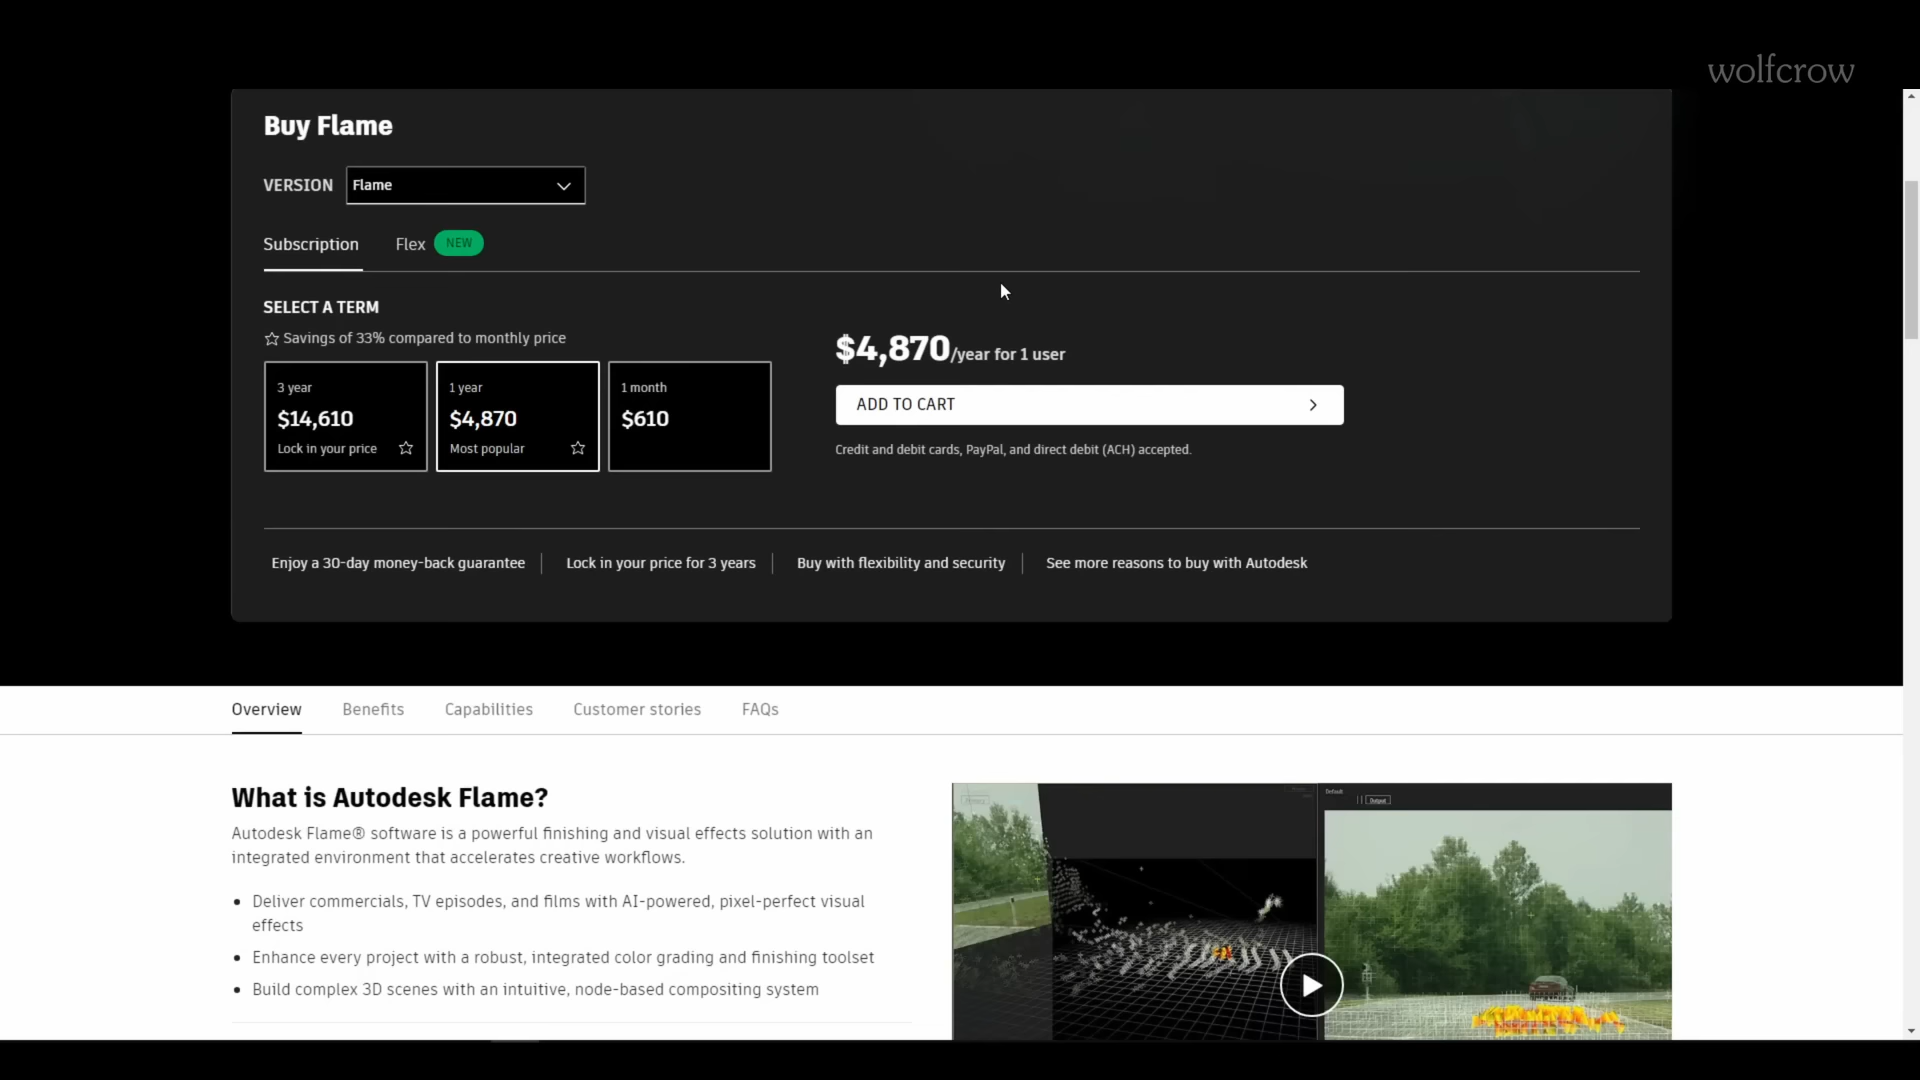 wolfcrow
Buy Flame
VERSION Flame
Subscription Flex NEW
SELECT A TERM
Savings of 33% compared to monthly price
3 year
$14,610
Lock in your price
1 year
$4,870
Most popular
1 month
$610
$4,870/year for 1 user
ADD TO CART
Credit and debit cards, PayPal, and direct debit (ACH) accepted.
Enjoy a 30-day money-back guarantee
Lock in your price for 3 years
Buy with flexibility and security
See more reasons to buy with Autodesk
Overview Benefits Capabilities Customer stories FAQs
What is Autodesk Flame?
Autodesk Flame® software is a powerful finishing and visual effects solution with an
integrated environment that accelerates creative workflows.
Deliver commercials, TV episodes, and films with AI-powered, pixel-perfect visual
effects
Enhance every project with a robust, integrated color grading and finishing toolset
Build complex 3D scenes with an intuitive, node-based compositing system
Default
Output